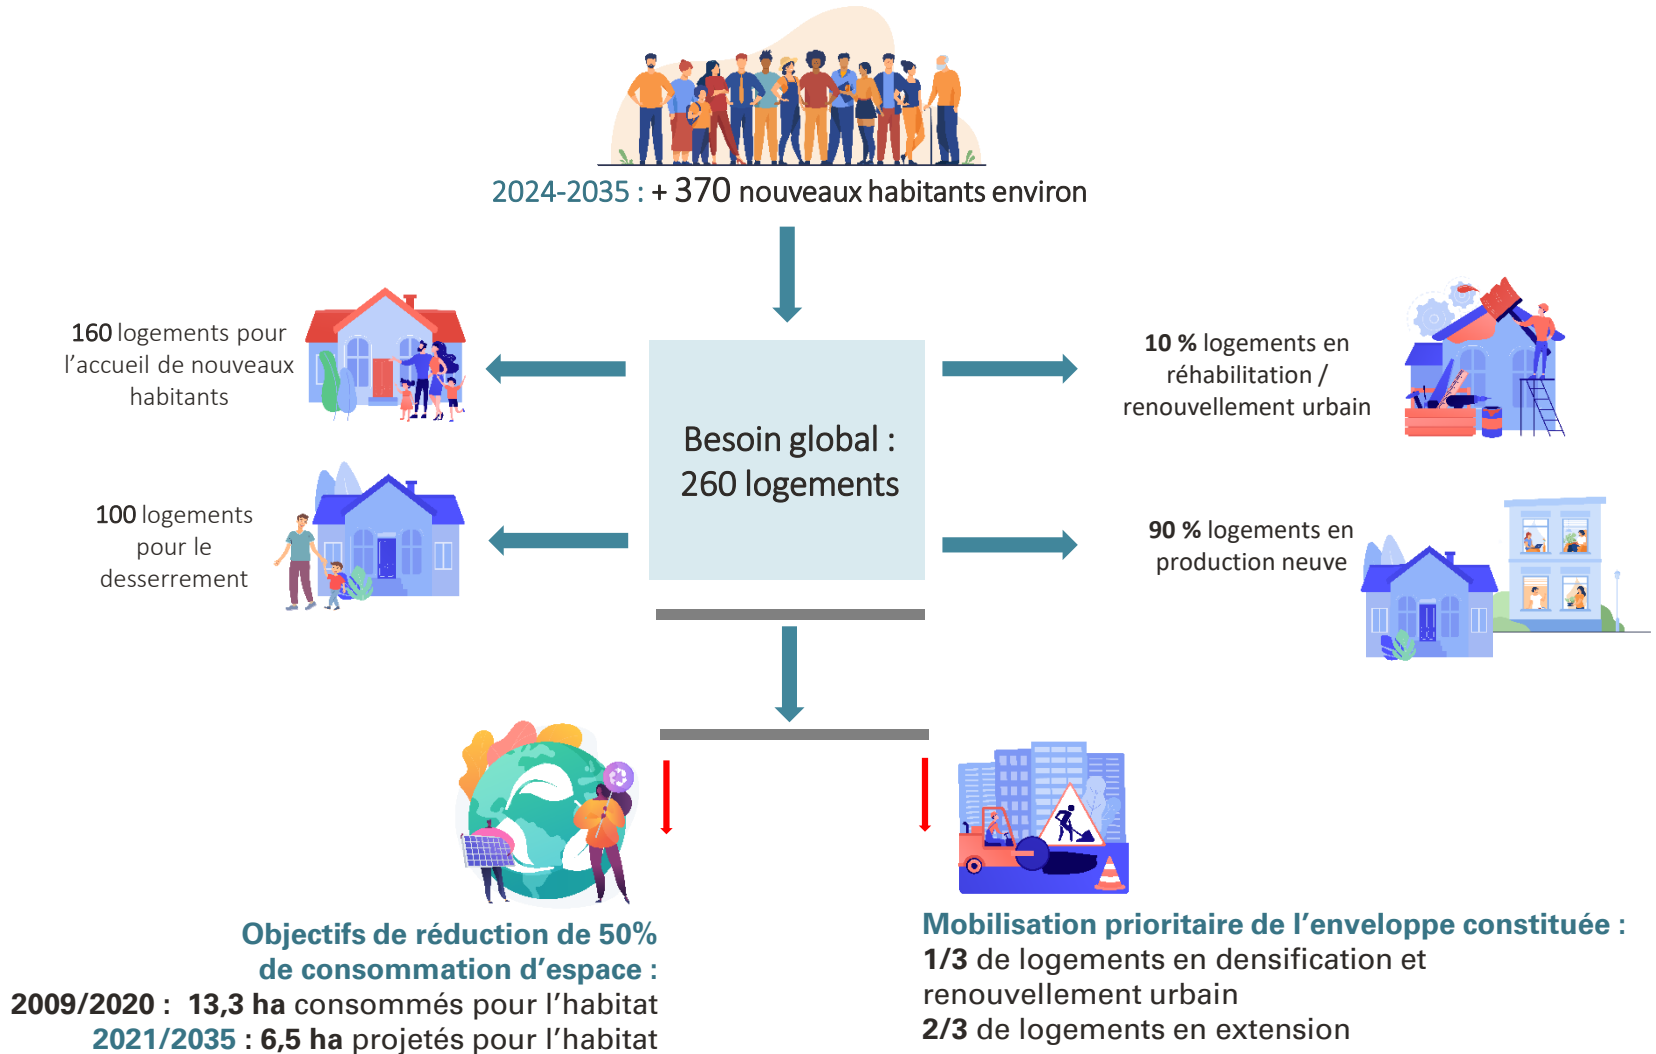 2024-2035 : + 370 nouveaux habitants environ
160 logements pour
l’accueil de nouveaux
habitants
100 logements
pour le
desserrement
Besoin global :
260 logements
10 % logements en
réhabilitation /
renouvellement urbain
90 % logements en
production neuve
Objectifs de réduction de 50%
de consommation d’espace :
2009/2020 : 13,3 ha consommés pour l’habitat
2021/2035 : 6,5 ha projetés pour l’habitat
Mobilisation prioritaire de l’enveloppe constituée :
1/3 de logements en densification et
renouvellement urbain
2/3 de logements en extension